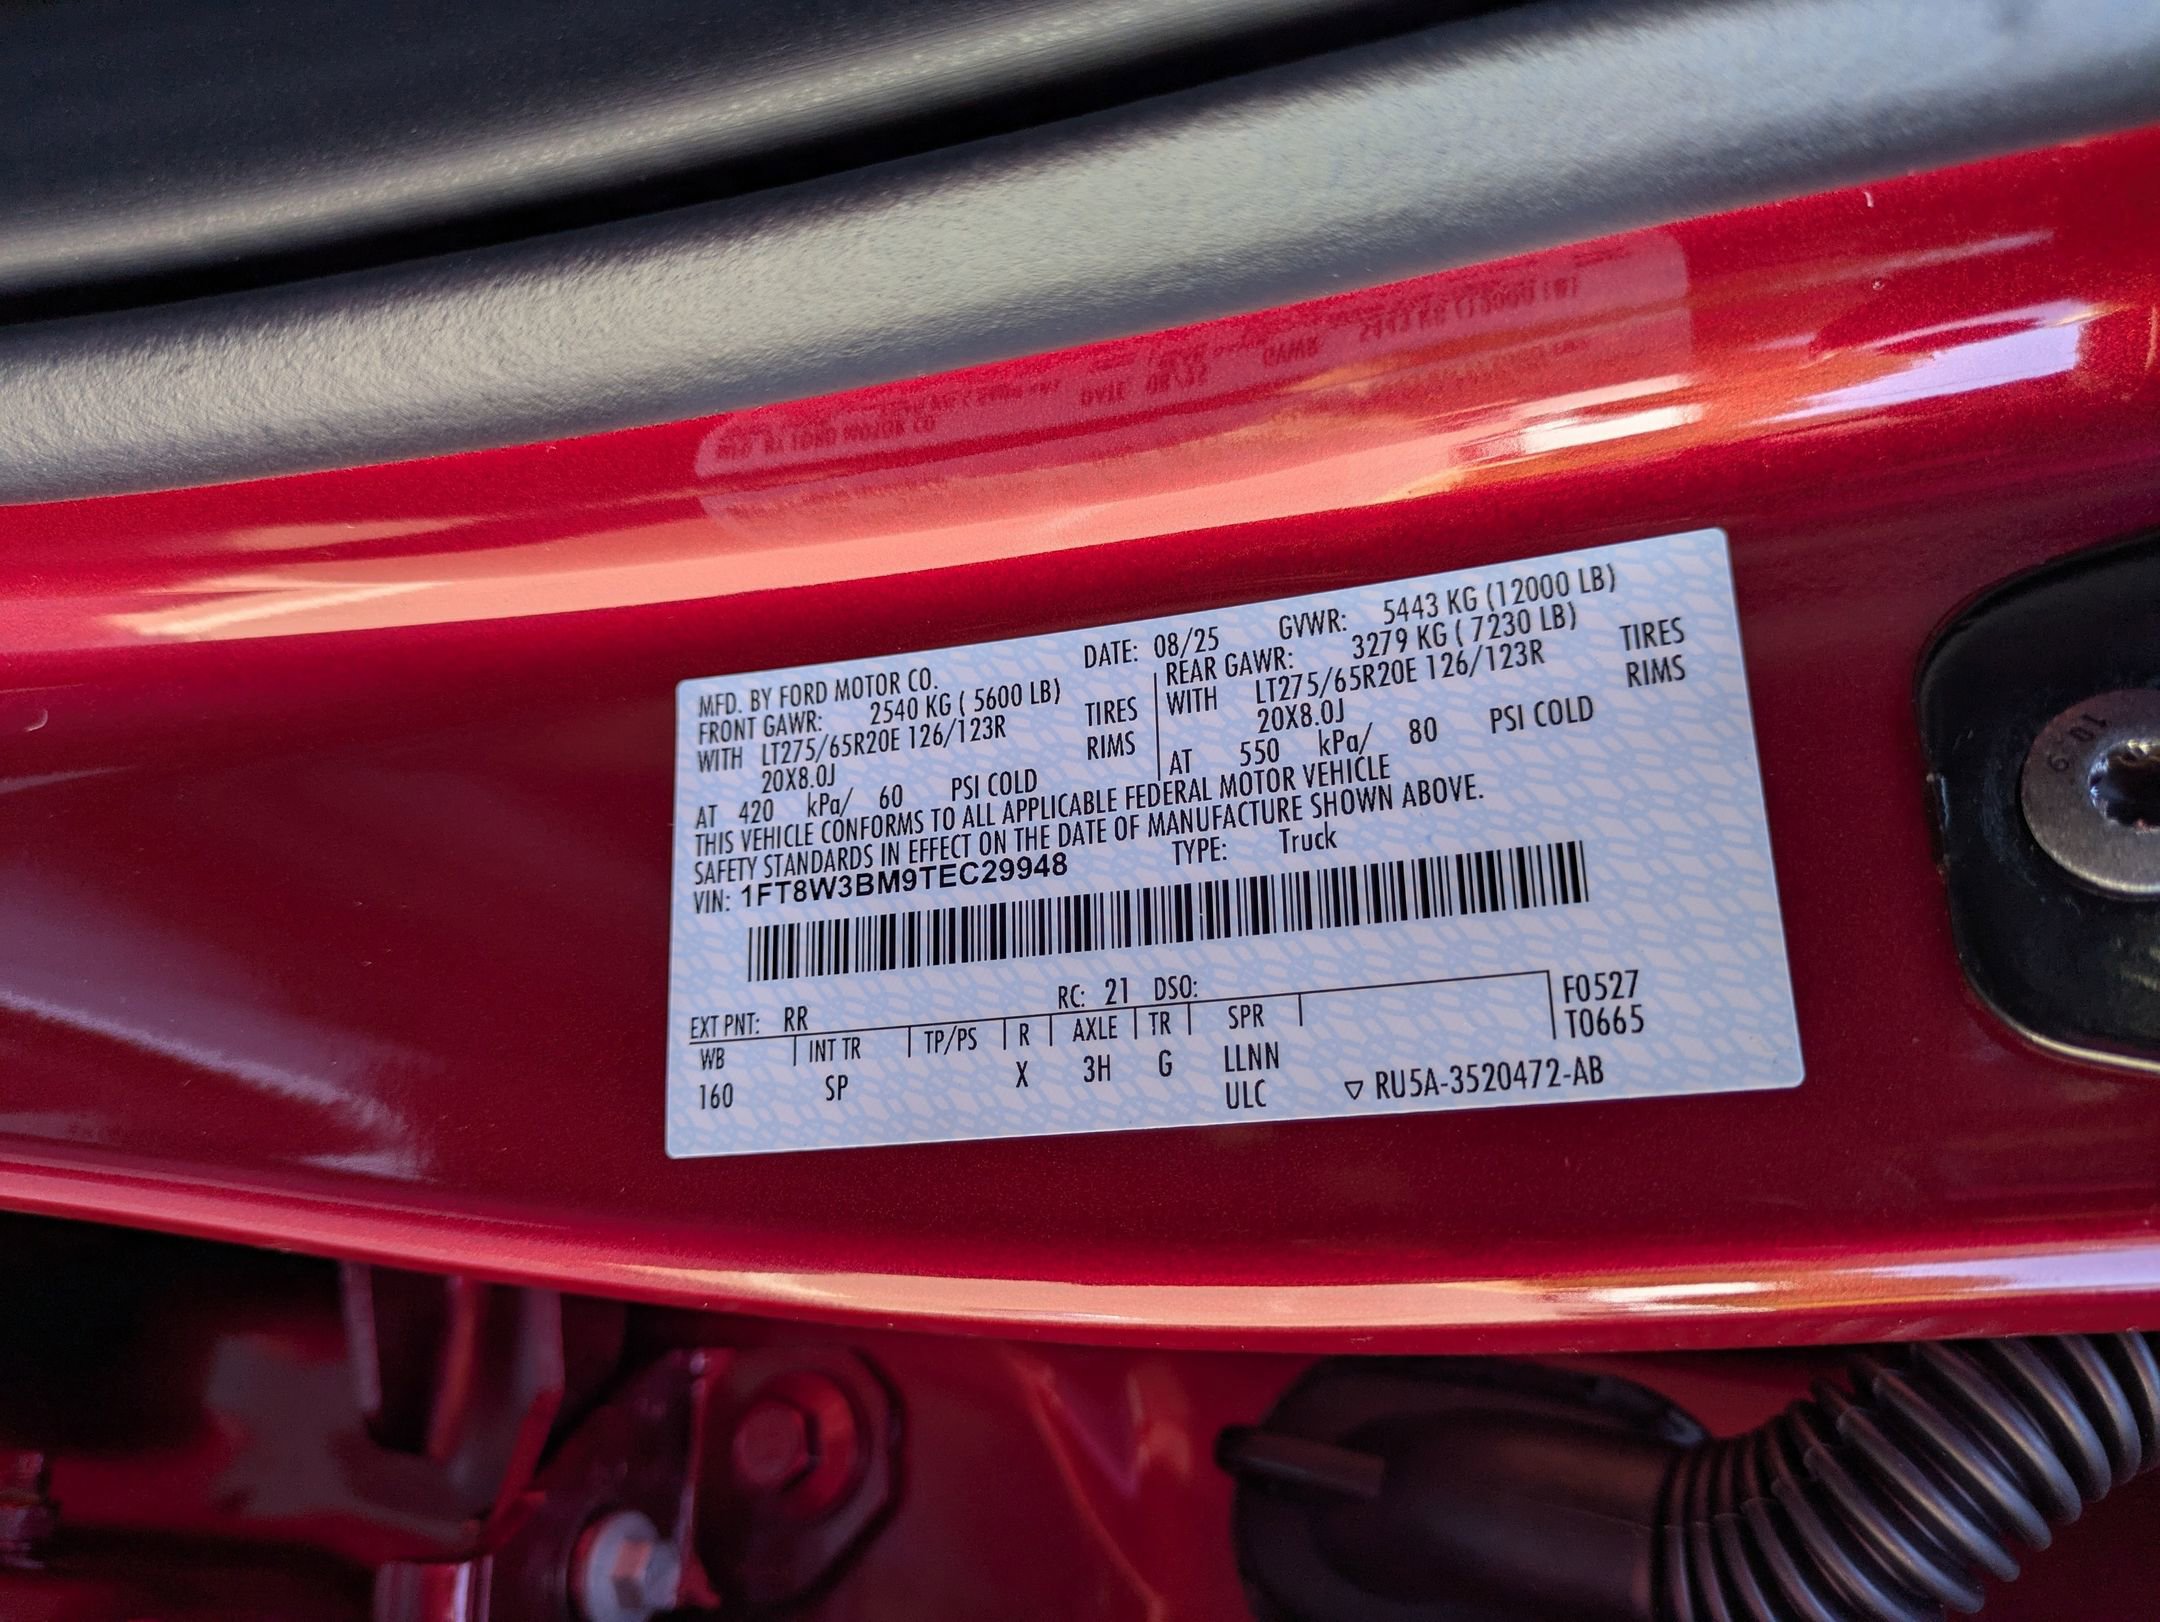 MFD. BY FORD MOTOR CO. DATE: 08/25 GVWR: 5443 KG (12000 LB)
FRONT GAWR: 2540 KG ( 5600 LB) REAR GAWR: 3279 KG ( 7230 LB)
WITH LT275/65R20E 126/123R TIRES WITH LT275/65R20E 126/123R TIRES
20X8.0J RIMS 20X8.0J RIMS
AT 420 kPa/ 60 PSI COLD AT 550 kPa/ 80 PSI COLD
THIS VEHICLE CONFORMS TO ALL APPLICABLE FEDERAL MOTOR VEHICLE
SAFETY STANDARDS IN EFFECT ON THE DATE OF MANUFACTURE SHOWN ABOVE.
VIN: 1FT8W3BM9TEC29948 TYPE: Truck
EXT PNT: RR RC: 21 DSO: F0527
WB INT TR TP/PS R AXLE TR SPR T0665
160 SP X 3H G LLNN
ULC ▽ RU5A-3520472-AB
10.9